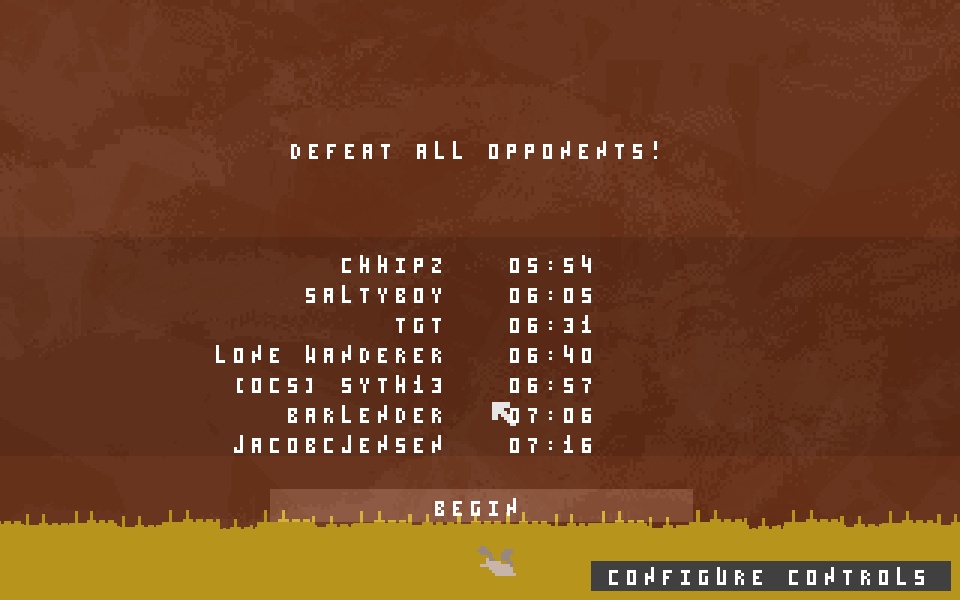 DEFEAT ALL OPPONENTS!
CHHIPZ 05:54
SALTYBOY 06:05
TGT 06:31
LONE WANDERER 06:40
[OCS] SYTH13 06:57
BARLENDER 07:06
JACOBCJENSEN 07:16
BEGIN
CONFIGURE CONTROLS